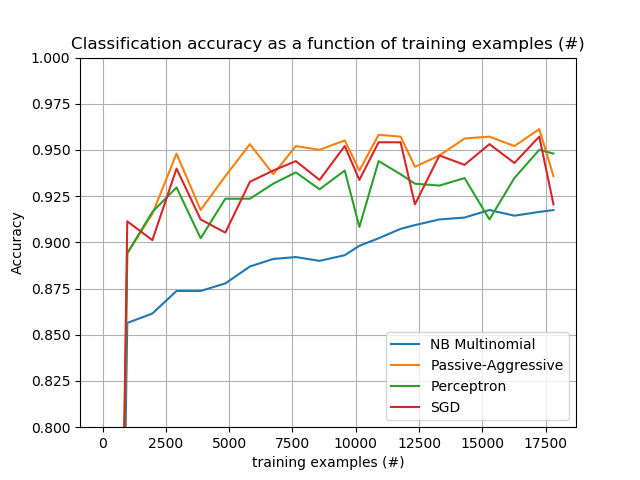 Classification accuracy as a function of training examples (#)
1.000
0.975
0.950
0.925
0.900
0.875
0.850
0.825
0.800
Accuracy
NB Multinomial
Passive-Aggressive
Perceptron
SGD
0 2500 5000 7500 10000 12500 15000 17500
training examples (#)